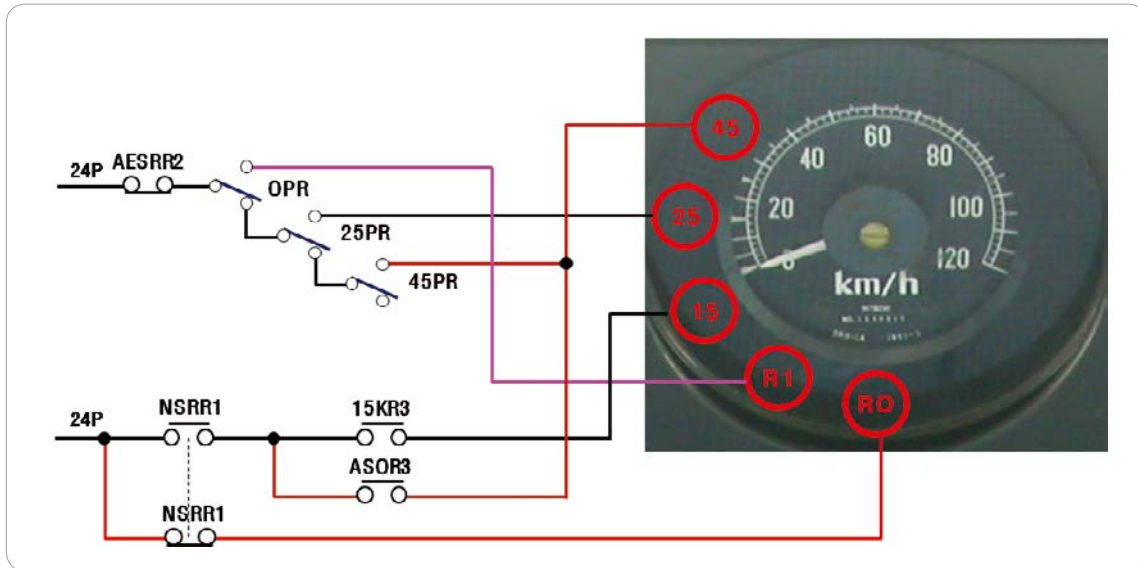 24P
AESRR2
OPR
25PR
45PR
24P
NSRR1
15KR3
ASOR3
NSRR1
45
25
15
R1
RO
0
20
40
60
80
100
120
km/h